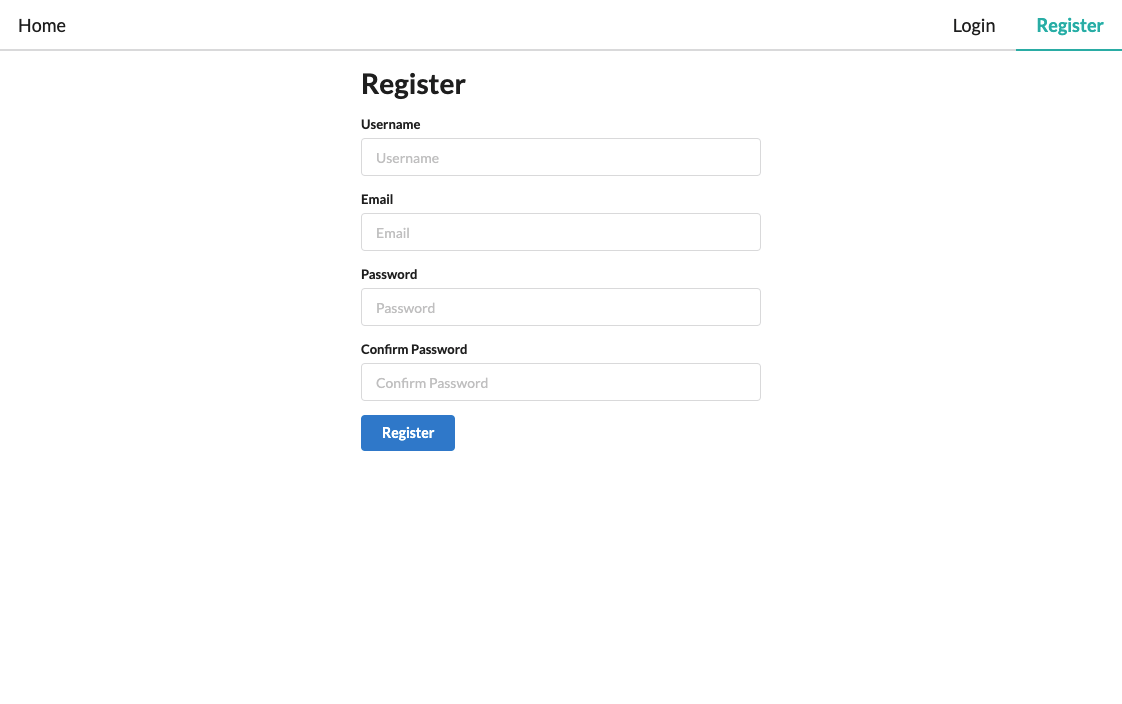 Home Login Register
Register
Username
Username
Email
Email
Password
Password
Confirm Password
Confirm Password
Register